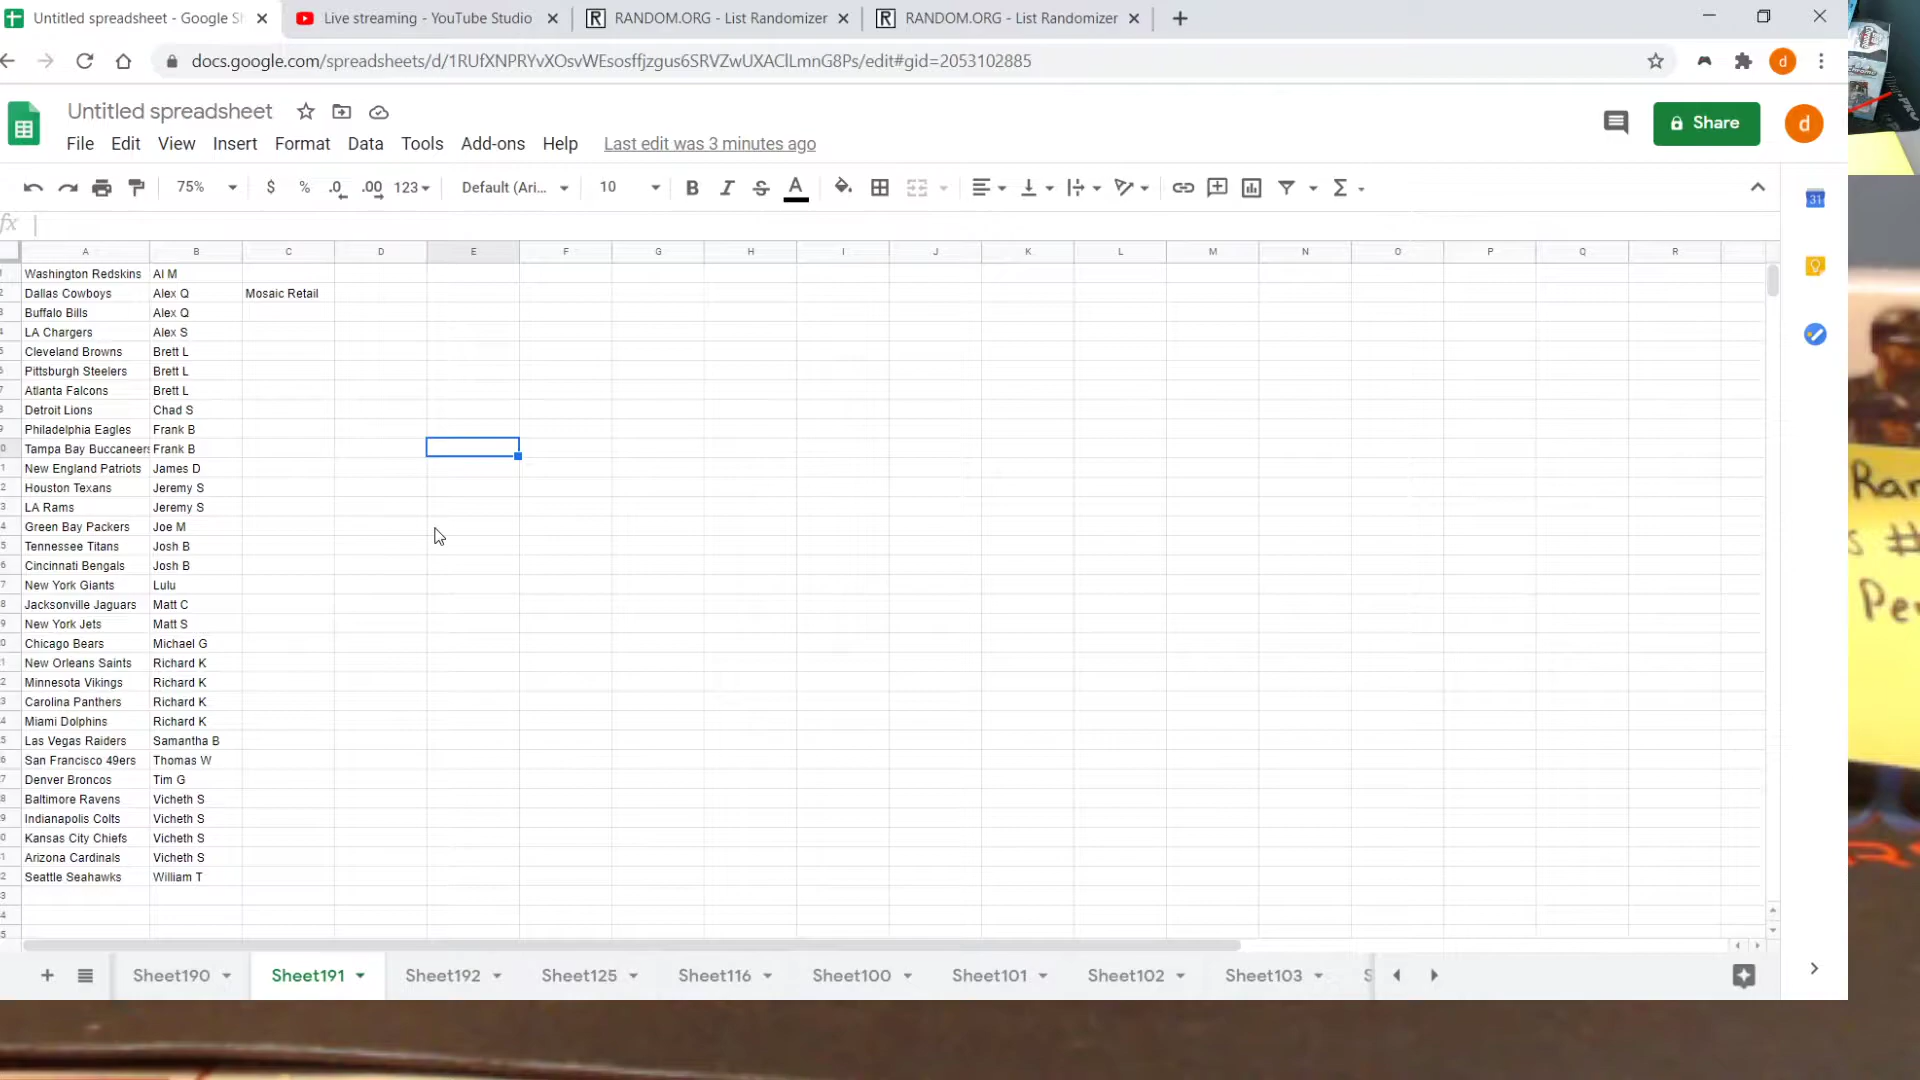 Untitled spreadsheet - Google Sh
Live streaming - YouTube Studio
RANDOM.ORG - List Randomizer
RANDOM.ORG - List Randomizer
docs.google.com/spreadsheets/d/1RUfXNPRYvXOsvWEsosffjzgus6SRVZwUXAClLmnG8Ps/edit#gid=2053102885
d
Untitled spreadsheet
File Edit View Insert Format Data Tools Add-ons Help Last edit was 3 minutes ago
Share
d
75% $ % .0 .00 123 Default (Ari... 10 B I S A
fx
A B C D E F G H I J K L M N O P Q R
Washington Redskins Al M
Dallas Cowboys Alex Q Mosaic Retail
Buffalo Bills Alex Q
LA Chargers Alex S
Cleveland Browns Brett L
Pittsburgh Steelers Brett L
Atlanta Falcons Brett L
Detroit Lions Chad S
Philadelphia Eagles Frank B
Tampa Bay Buccaneers Frank B
New England Patriots James D
Houston Texans Jeremy S
LA Rams Jeremy S
Green Bay Packers Joe M
Tennessee Titans Josh B
Cincinnati Bengals Josh B
New York Giants Lulu
Jacksonville Jaguars Matt C
New York Jets Matt S
Chicago Bears Michael G
New Orleans Saints Richard K
Minnesota Vikings Richard K
Carolina Panthers Richard K
Miami Dolphins Richard K
Las Vegas Raiders Samantha B
San Francisco 49ers Thomas W
Denver Broncos Tim G
Baltimore Ravens Vicheth S
Indianapolis Colts Vicheth S
Kansas City Chiefs Vicheth S
Arizona Cardinals Vicheth S
Seattle Seahawks William T
Sheet190 Sheet191 Sheet192 Sheet125 Sheet116 Sheet100 Sheet101 Sheet102 Sheet103
31
Ran
s #
Pe